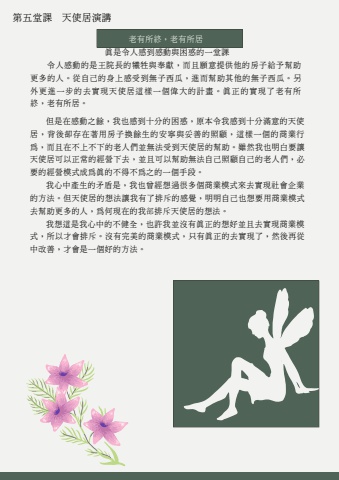 第五堂課　天使居演講
老有所終，老有所居
真是令人感到感動與困惑的一堂課
令人感動的是王院長的犧牲與奉獻，而且願意提供他的房子給予幫助
更多的人。從自己的身上感受到無子西瓜，進而幫助其他的無子西瓜。另
外更進一步的去實現天使居這樣一個偉大的計畫。真正的實現了老有所
終，老有所居。
但是在感動之餘，我也感到十分的困惑，原本令我感到十分滿意的天使
居，背後卻存在著用房子換餘生的安寧與妥善的照顧，這樣一個的商業行
為，而且在不上不下的老人們並無法受到天使居的幫助。雖然我也明白要讓
天使居可以正常的經營下去，並且可以幫助無法自己照顧自己的老人們，必
要的經營模式成為真的不得不為之的一個手段。
我心中產生的矛盾是，我也曾經想過很多個商業模式來去實現社會企業
的方法，但天使居的想法讓我有了排斥的感覺，明明自己也想要用商業模式
去幫助更多的人，為何現在的我卻排斥天使居的想法。
我想這是我心中的不健全，也許我並沒有真正的想好並且去實現商業模
式，所以才會排斥。沒有完美的商業模式，只有真正的去實現了，然後再從
中改善，才會是一個好的方法。